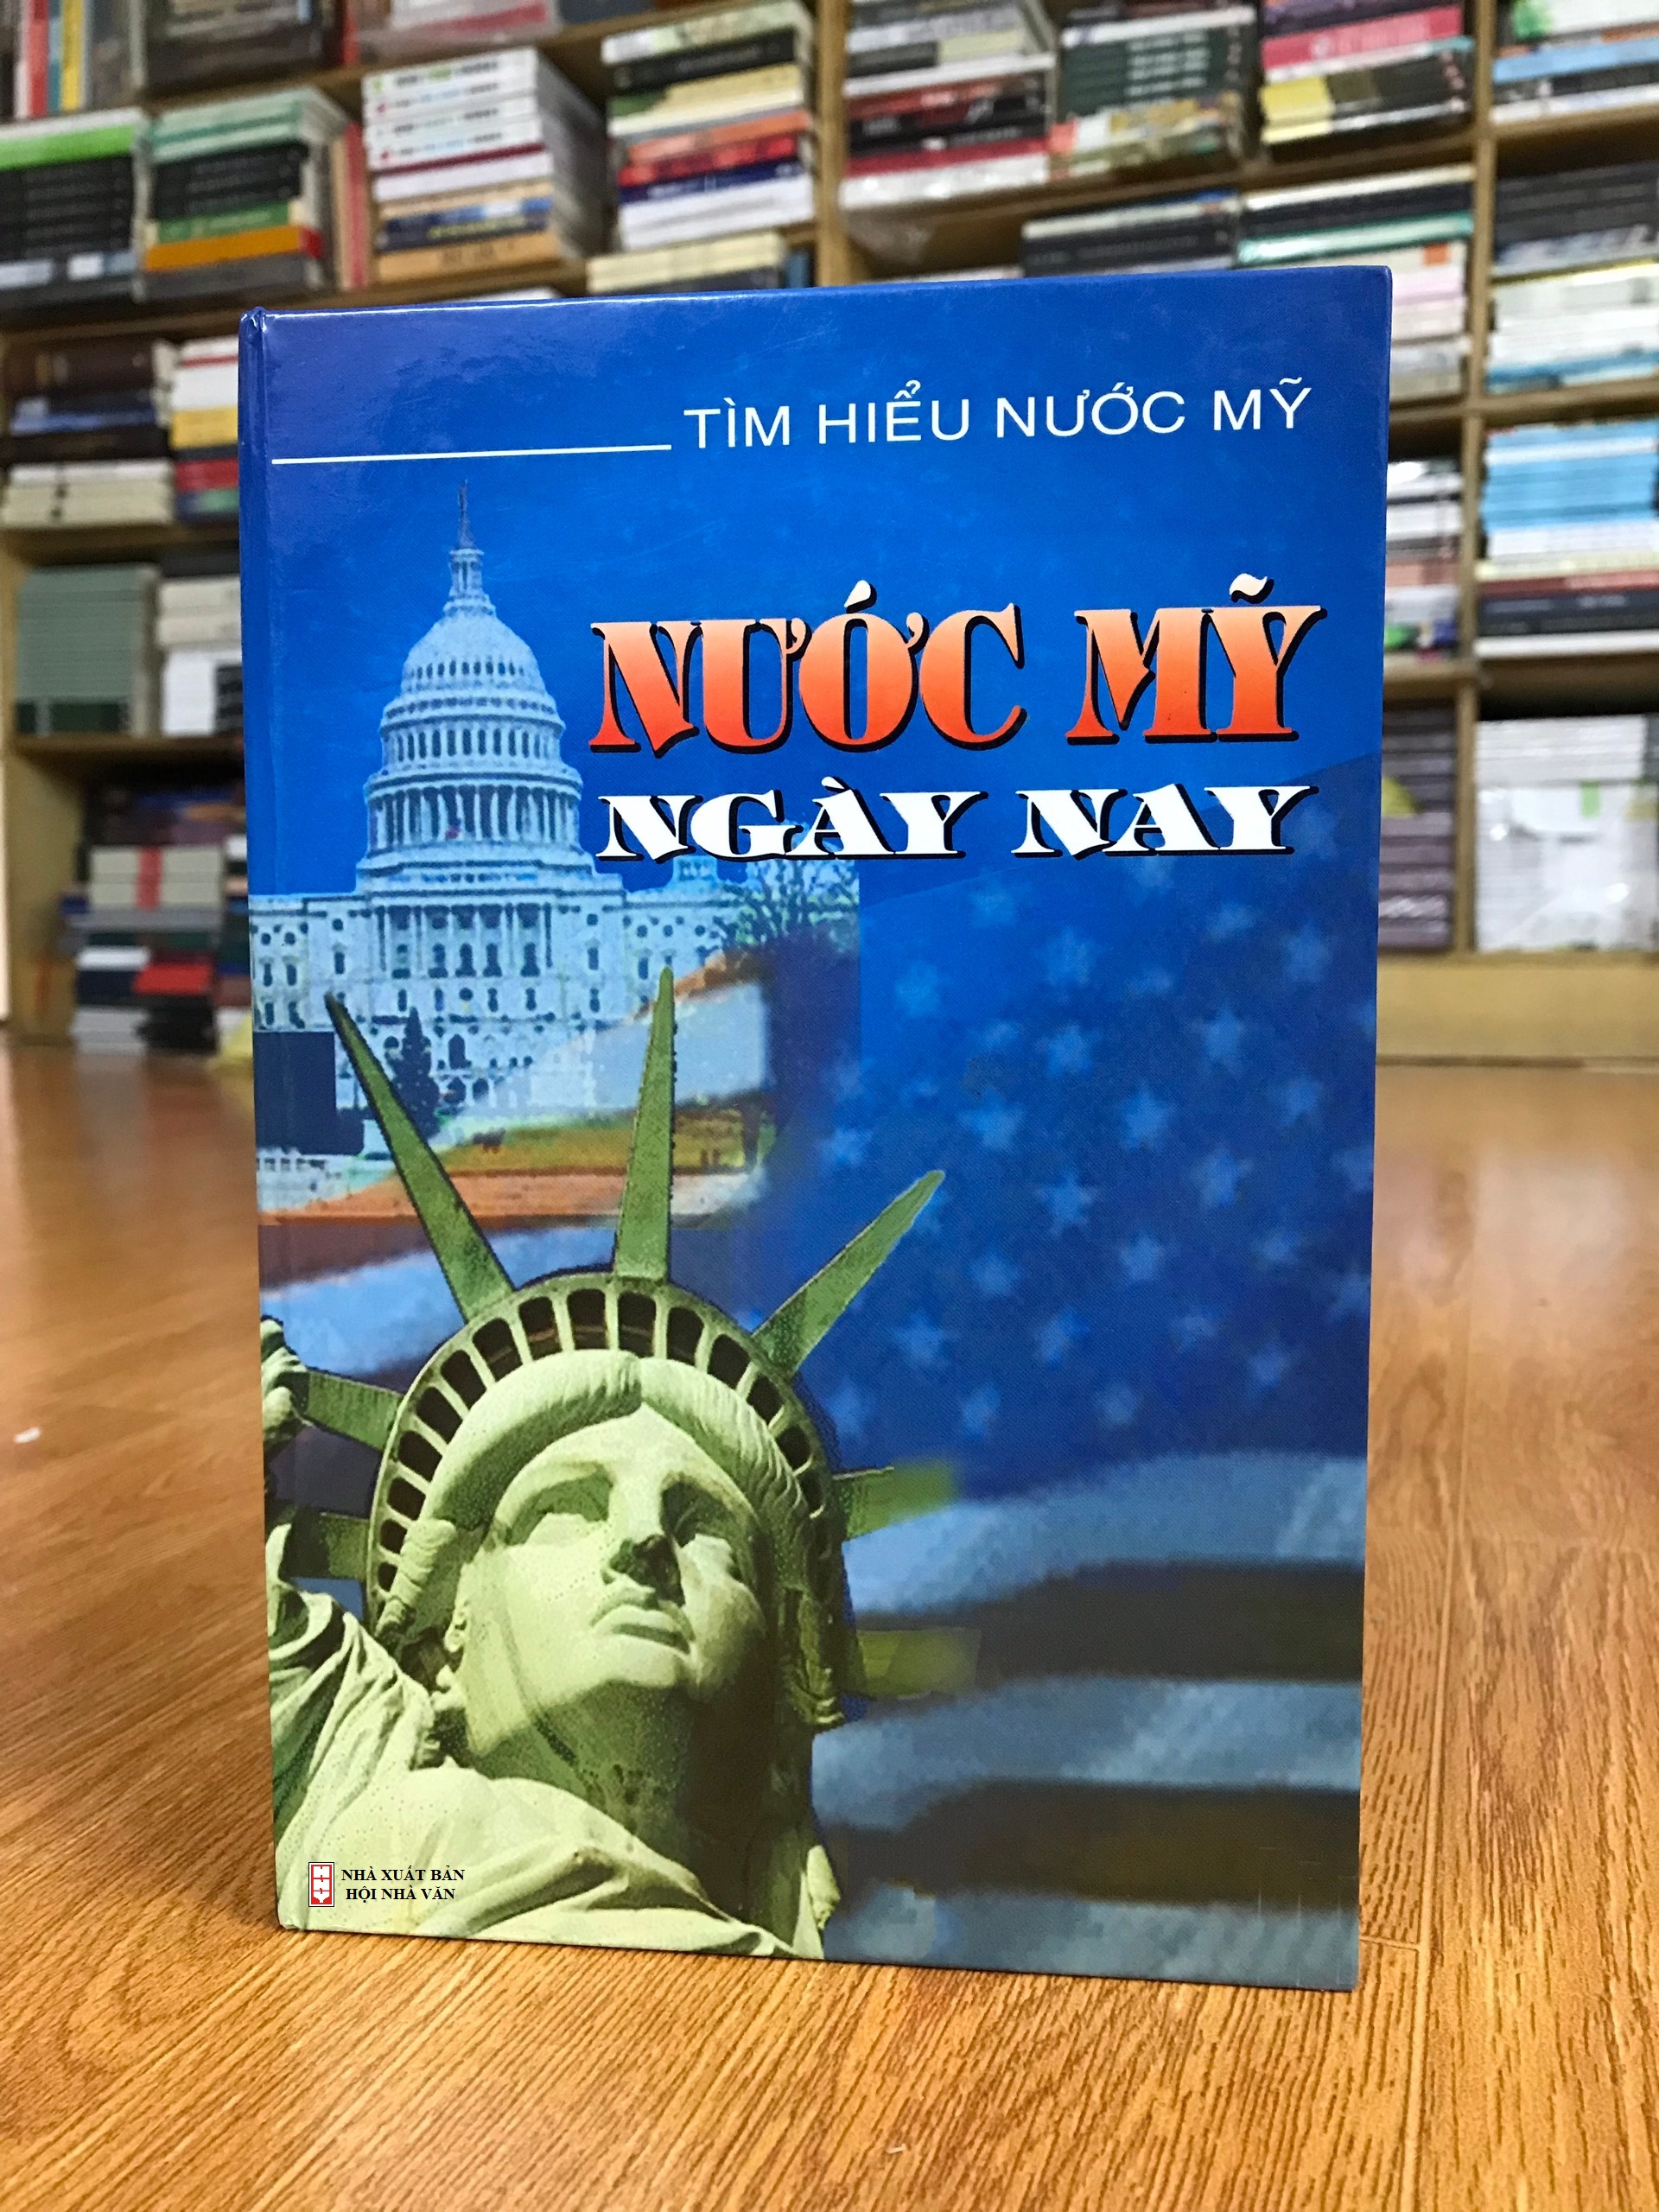 TÌM HIỂU NƯỚC MỸ
NƯỚC MỸ
NGÀY NAY
NHÀ XUẤT BẢN
HỘI NHÀ VĂN